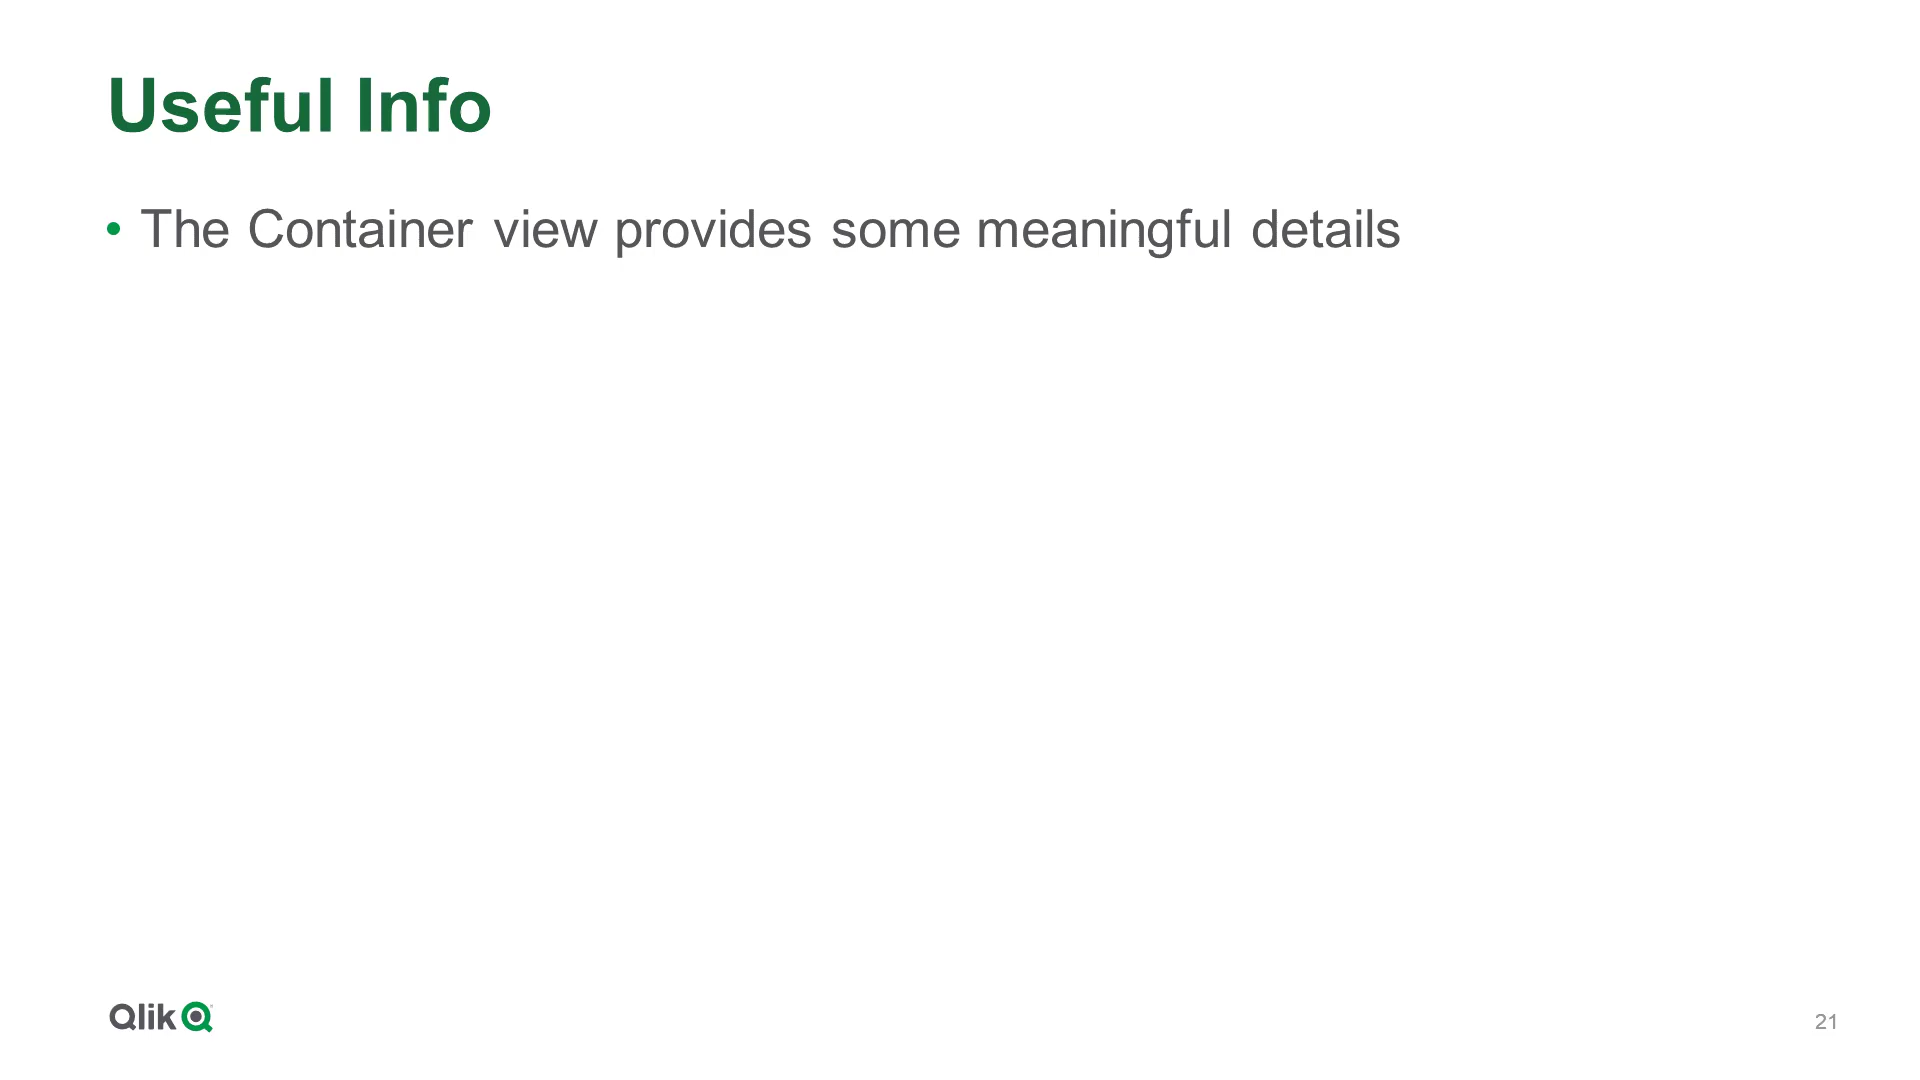 Useful Info
• The Container view provides some meaningful details
Qlik
21